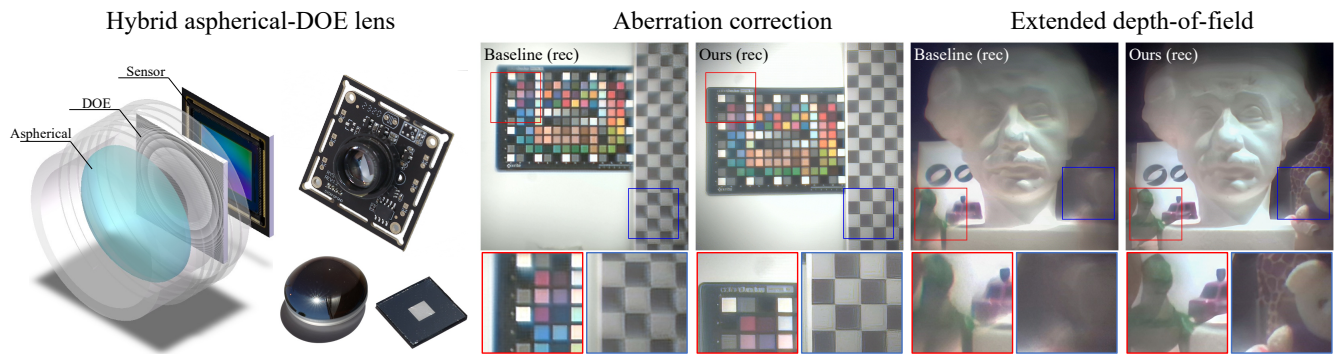 Hybrid aspherical-DOE lens
Aberration correction
Extended depth-of-field
Sensor
DOE
Aspherical
Baseline (rec)
Ours (rec)
Baseline (rec)
Ours (rec)